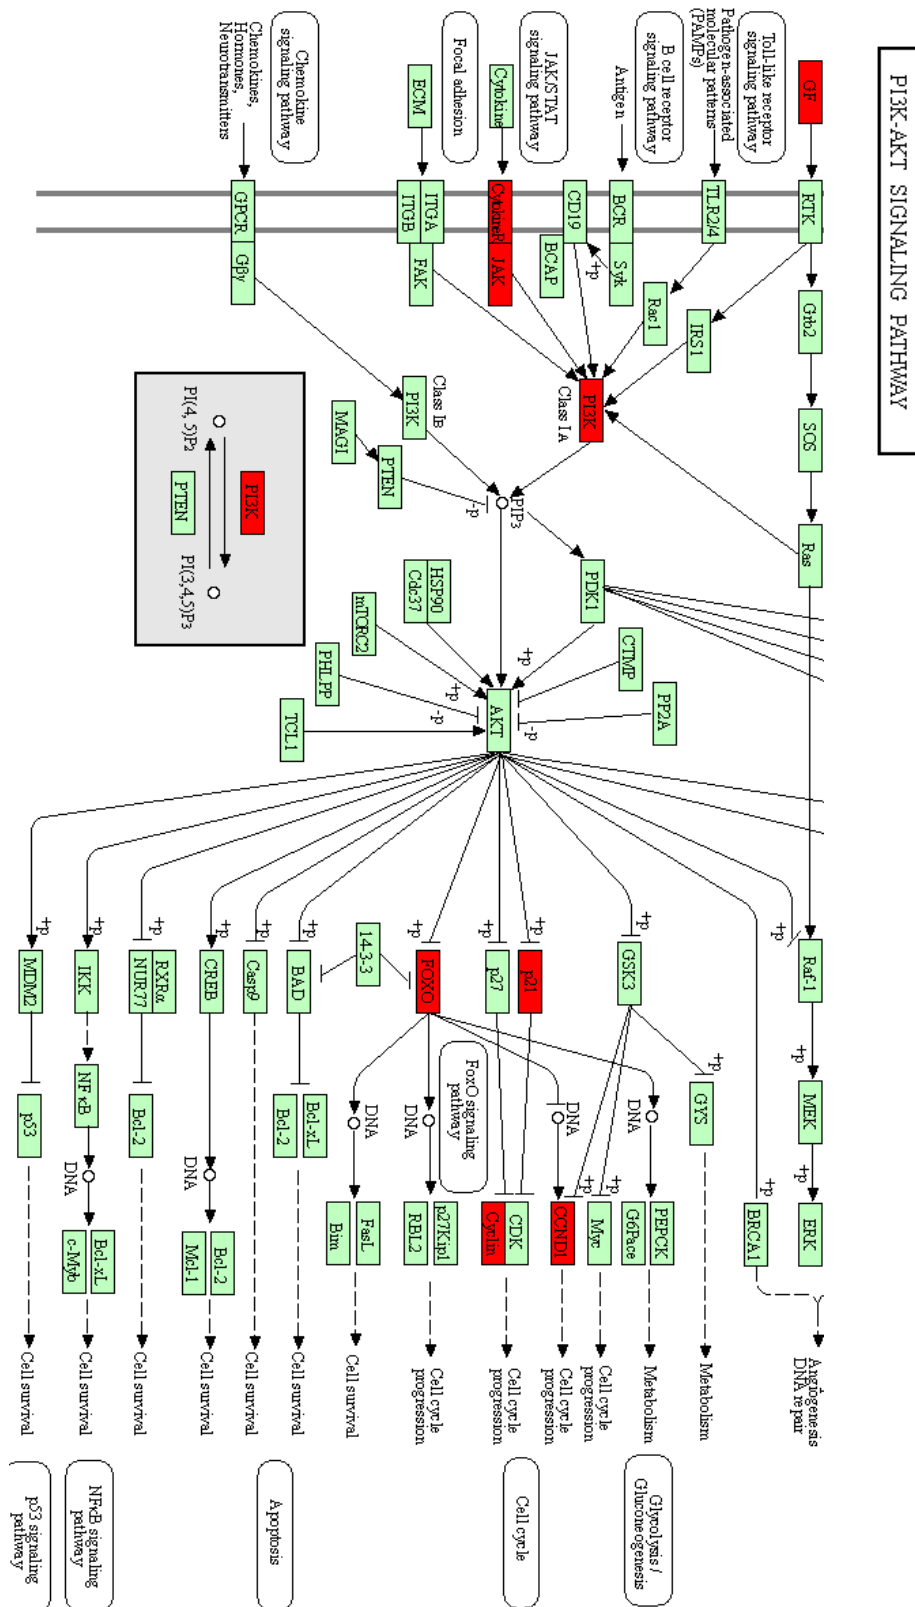 PI3K-AKT SIGNALING PATHWAY
GF
RTK
Grb2
SOS
Ras
Raf-1
+p
MEK
+p
ERK
Angiogenesis
DNA repair
Toll-like receptor
signaling pathway
Pathogen-associated
molecular patterns
(PAMPs)
TLR2/4
Rac1
IRS1
B cell receptor
signaling pathway
Antigen
BCR
Syk
+p
CD19
BCAP
JAK/STAT
signaling pathway
Cytokine
CytokineR
JAK
Focal adhesion
ECM
ITGA
ITGB
FAK
Chemokine
signaling pathway
Chemokines,
Hormones,
Neurotransmitters
GPCR
Gβγ
PI3K
Class IA
Class IB
PI3K
MAGI
PTEN
-p
PIP3
PDK1
HSP90
Cdc37
mTORC2
PHLPP
TCL1
CTMP
PP2A
+p
+p
-p
-p
AKT
PI3K
PI(4, 5)P2
PI(3,4,5)P3
PTEN
+p
BRCA1
+p
+p
GSK3
+p
GYS
Metabolism
DNA
PEPCK
G6Pace
Metabolism
Glycolysis /
Gluconeogenesis
+p
Myc
Cell cycle
progression
DNA
CCND1
Cell cycle
progression
+p
p21
+p
p27
CDK
Cyclin
Cell cycle
progression
Cell cycle
+p
FOXO
14-3-3
FoxO signaling
pathway
DNA
p27Kip1
RBL2
Cell cycle
progression
DNA
FasL
Bim
Cell survival
+p
BAD
Bcl-xL
Bcl-2
Cell survival
Apoptosis
+p
Casp9
Cell survival
+p
CREB
DNA
Bcl-2
Mcl-1
Cell survival
+p
RXRα
NUR77
Bcl-2
Cell survival
+p
IKK
NFκB
DNA
Bcl-xL
c-Myb
Cell survival
NFκB signaling
pathway
+p
MDM2
p53
Cell survival
p53 signaling
pathway